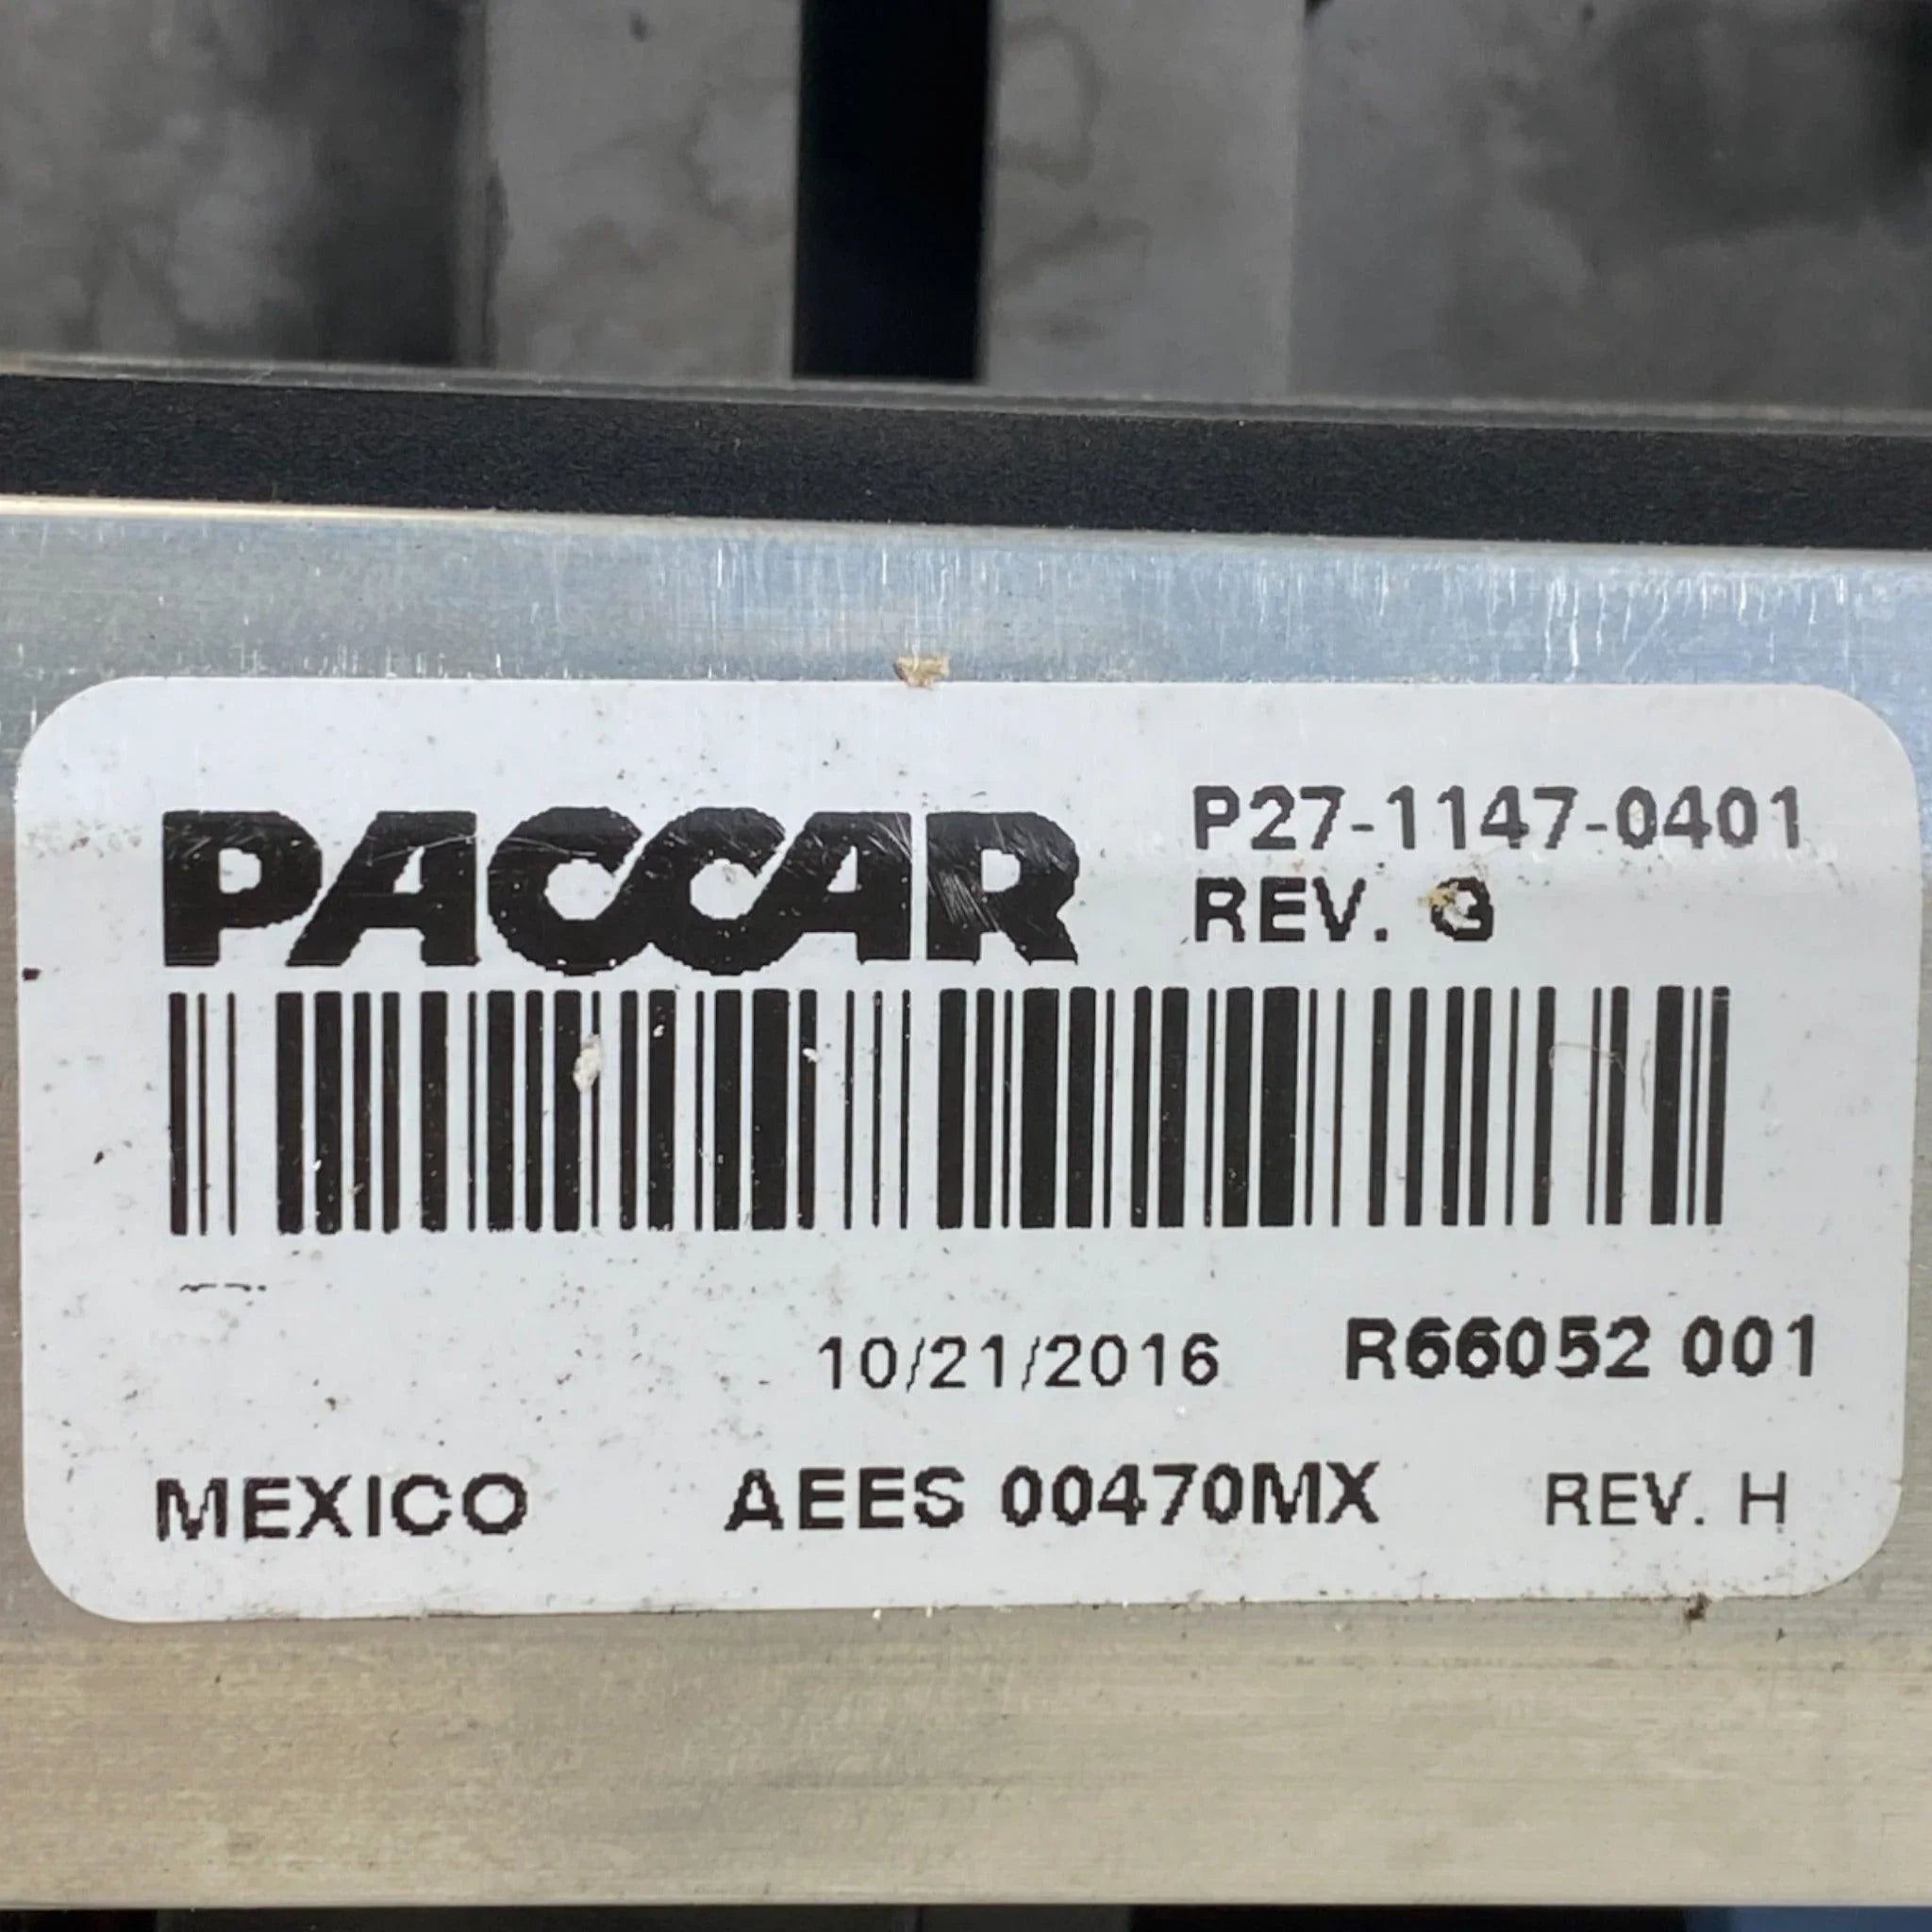 PACCAR
P27-1147-0401
REV. G
10/21/2016 R66052 001
MEXICO AEES 00470MX REV. H